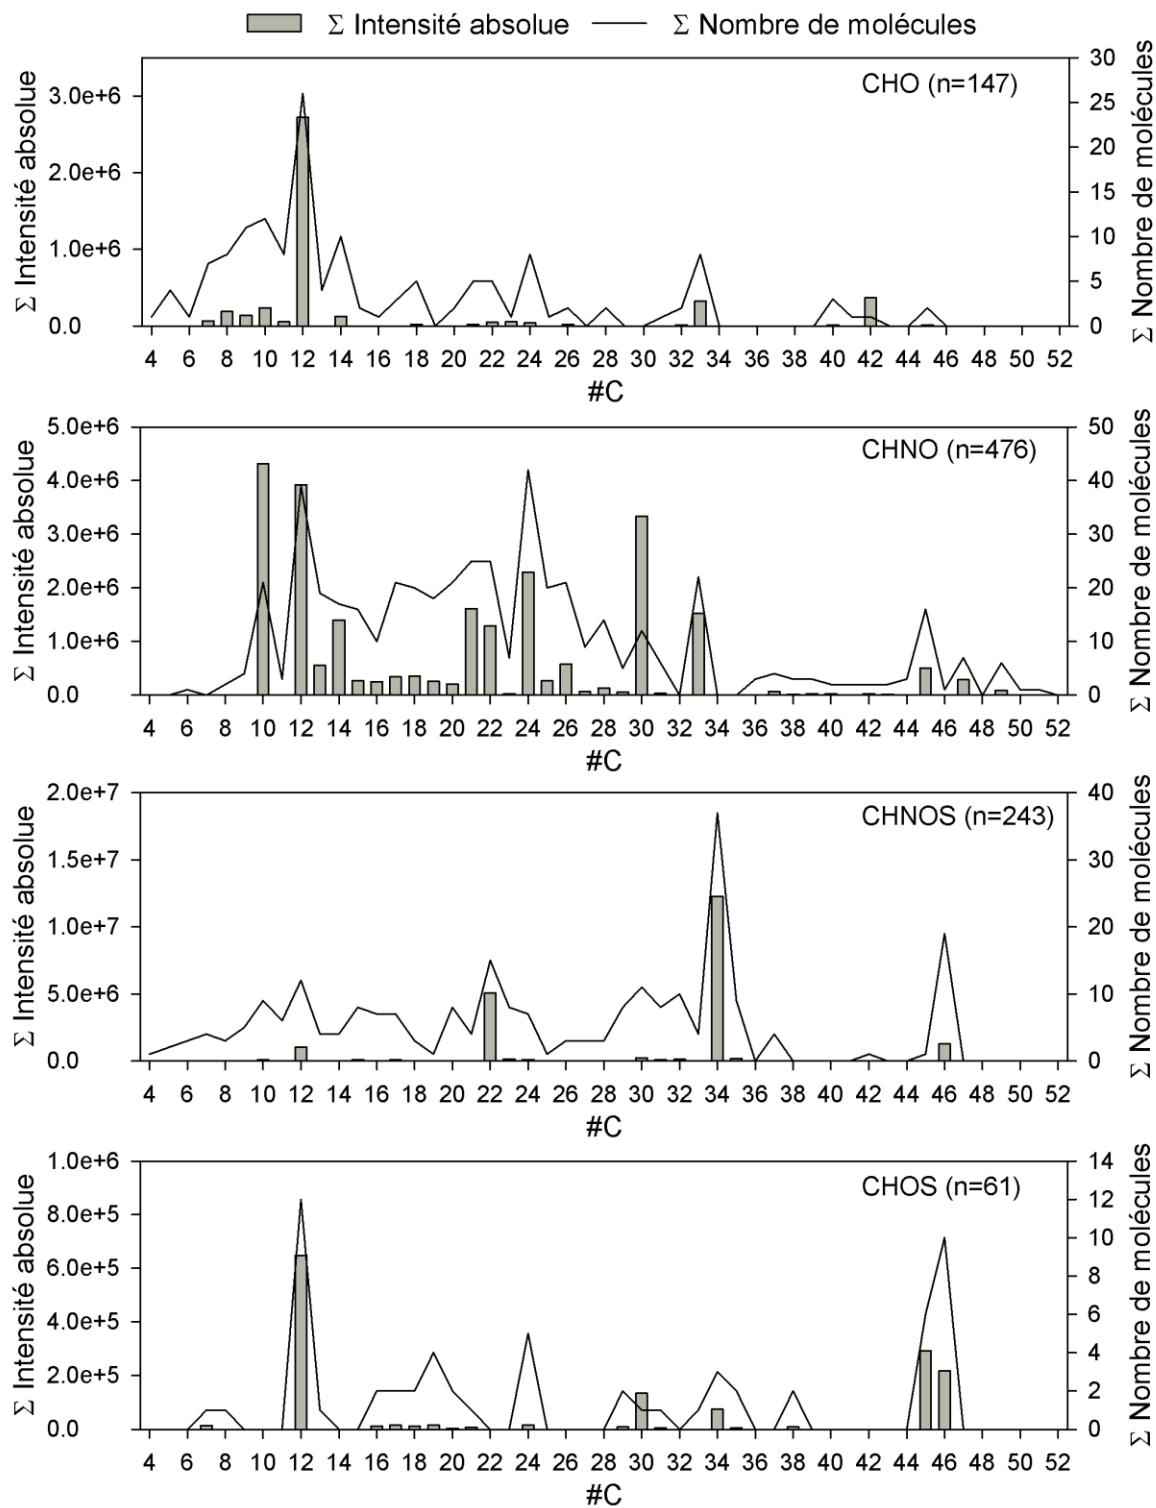 Σ Intensité absolue Σ Nombre de molécules
CHO (n=147)
Σ Intensité absolue
3.0e+6
2.0e+6
1.0e+6
0.0
30
25
20
15
10
5
0
Σ Nombre de molécules
4 6 8 10 12 14 16 18 20 22 24 26 28 30 32 34 36 38 40 42 44 46 48 50 52
#C
CHNO (n=476)
Σ Intensité absolue
5.0e+6
4.0e+6
3.0e+6
2.0e+6
1.0e+6
0.0
50
40
30
20
10
0
Σ Nombre de molécules
4 6 8 10 12 14 16 18 20 22 24 26 28 30 32 34 36 38 40 42 44 46 48 50 52
#C
CHNOS (n=243)
Σ Intensité absolue
2.0e+7
1.5e+7
1.0e+7
5.0e+6
0.0
40
30
20
10
0
Σ Nombre de molécules
4 6 8 10 12 14 16 18 20 22 24 26 28 30 32 34 36 38 40 42 44 46 48 50 52
#C
CHOS (n=61)
Σ Intensité absolue
1.0e+6
8.0e+5
6.0e+5
4.0e+5
2.0e+5
0.0
14
12
10
8
6
4
2
0
Σ Nombre de molécules
4 6 8 10 12 14 16 18 20 22 24 26 28 30 32 34 36 38 40 42 44 46 48 50 52
#C